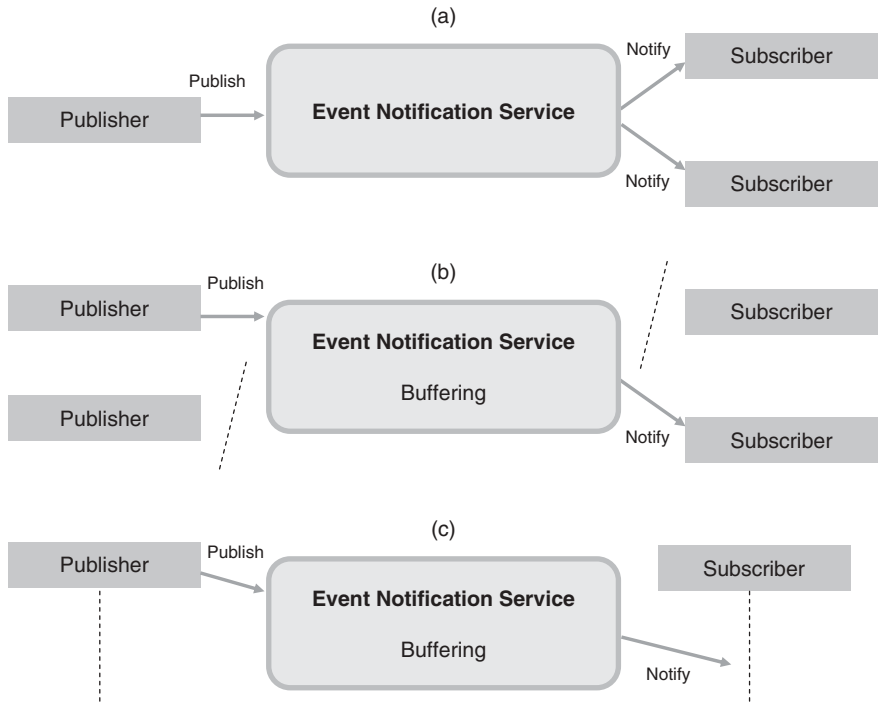 (a)
Publisher
Publish
Event Notification Service
Notify
Subscriber
Notify
Subscriber
(b)
Publisher
Publish
Event Notification Service
Buffering
Subscriber
Publisher
Notify
Subscriber
(c)
Publisher
Publish
Event Notification Service
Buffering
Subscriber
Notify